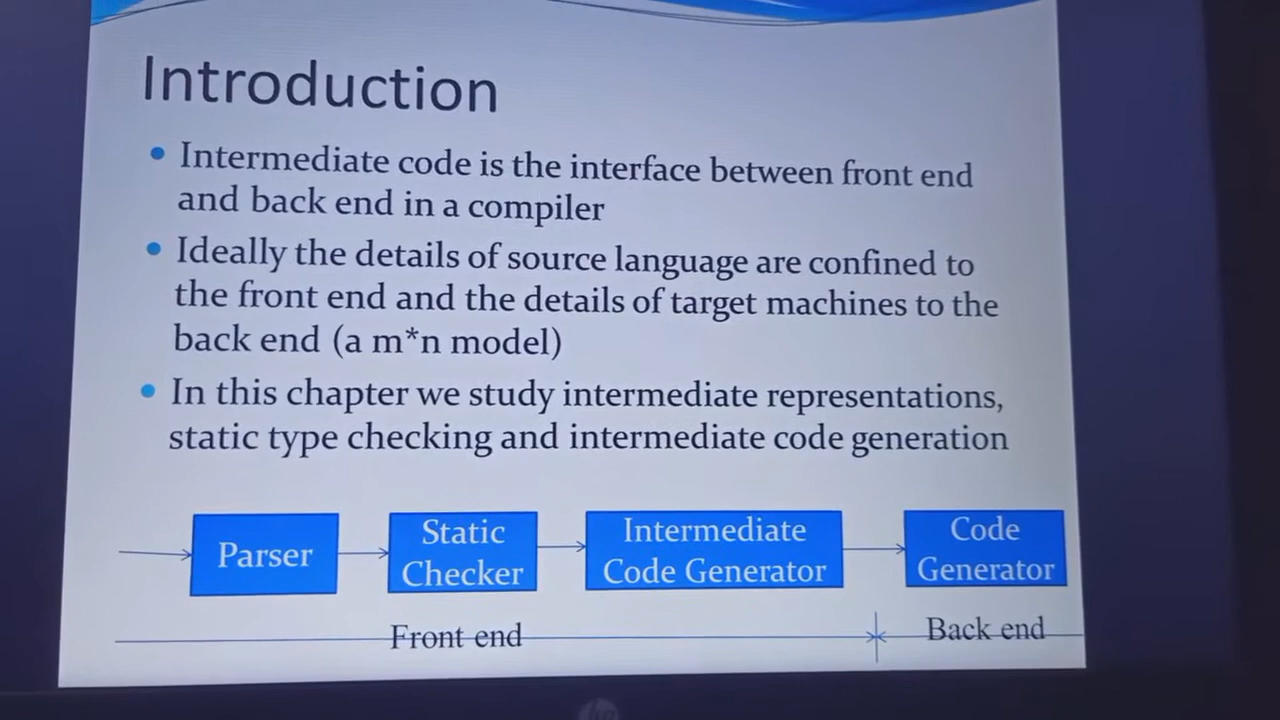 Introduction
Intermediate code is the interface between front end
and back end in a compiler
Ideally the details of source language are confined to
the front end and the details of target machines to the
back end (a m*n model)
In this chapter we study intermediate representations,
static type checking and intermediate code generation
Parser
Static
Checker
Intermediate
Code Generator
Code
Generator
Front end
Back end
hp